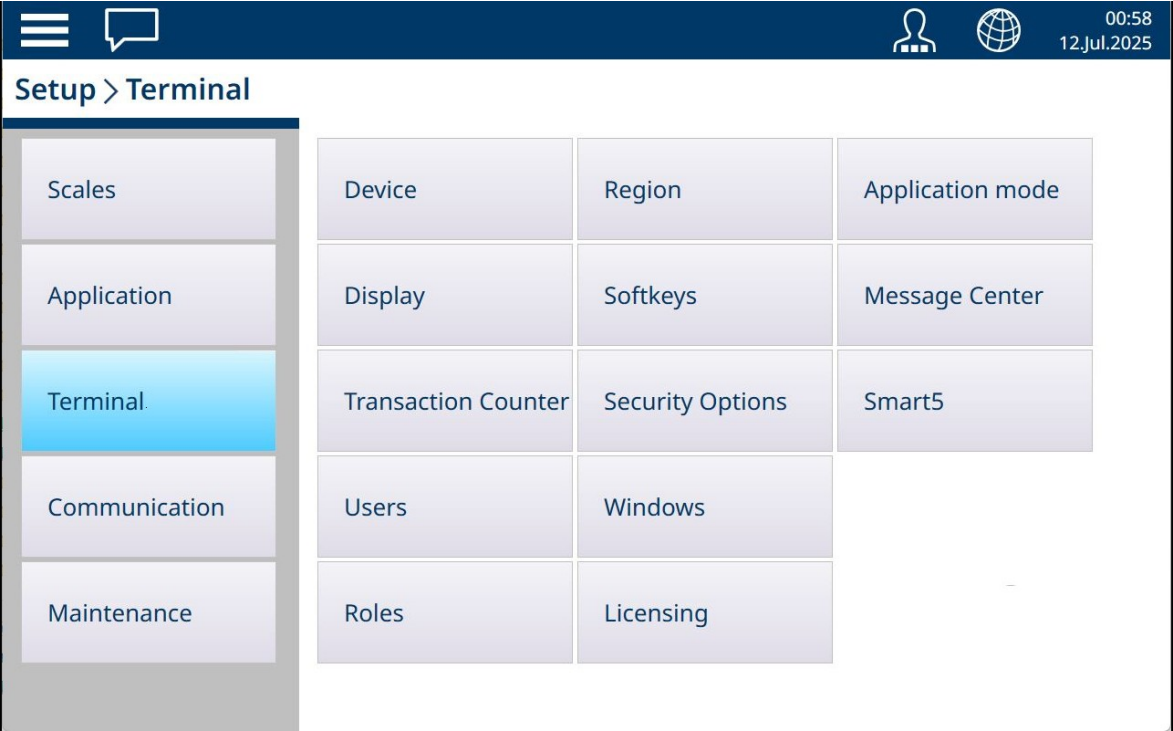 00:58
12.Jul.2025
Setup > Terminal
Scales
Device
Region
Application mode
Application
Display
Softkeys
Message Center
Terminal
Transaction Counter
Security Options
Smart5
Communication
Users
Windows
Maintenance
Roles
Licensing